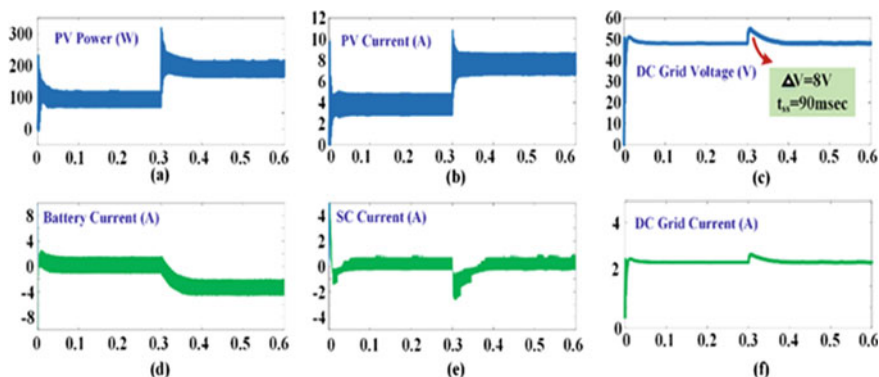 PV Power (W)
300
200
100
0
0 0.1 0.2 0.3 0.4 0.5 0.6
(a)
PV Current (A)
12
10
8
6
4
2
0
0 0.1 0.2 0.3 0.4 0.5 0.6
(b)
60
50
40
30
20
10
0
DC Grid Voltage (V)
ΔV=8V
tss=90msec
0 0.1 0.2 0.3 0.4 0.5 0.6
(c)
Battery Current (A)
8
4
0
-4
-8
0 0.1 0.2 0.3 0.4 0.5 0.6
(d)
SC Current (A)
4
2
0
-2
-4
0 0.1 0.2 0.3 0.4 0.5 0.6
(e)
DC Grid Current (A)
4
2
0
0 0.1 0.2 0.3 0.4 0.5 0.6
(f)